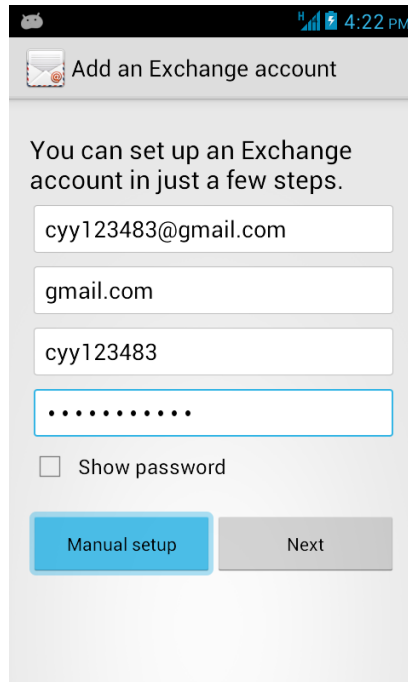 H 4:22 PM
Add an Exchange account
You can set up an Exchange
account in just a few steps.
cyy123483@gmail.com
gmail.com
cyy123483
•••••••••••
Show password
Manual setup
Next